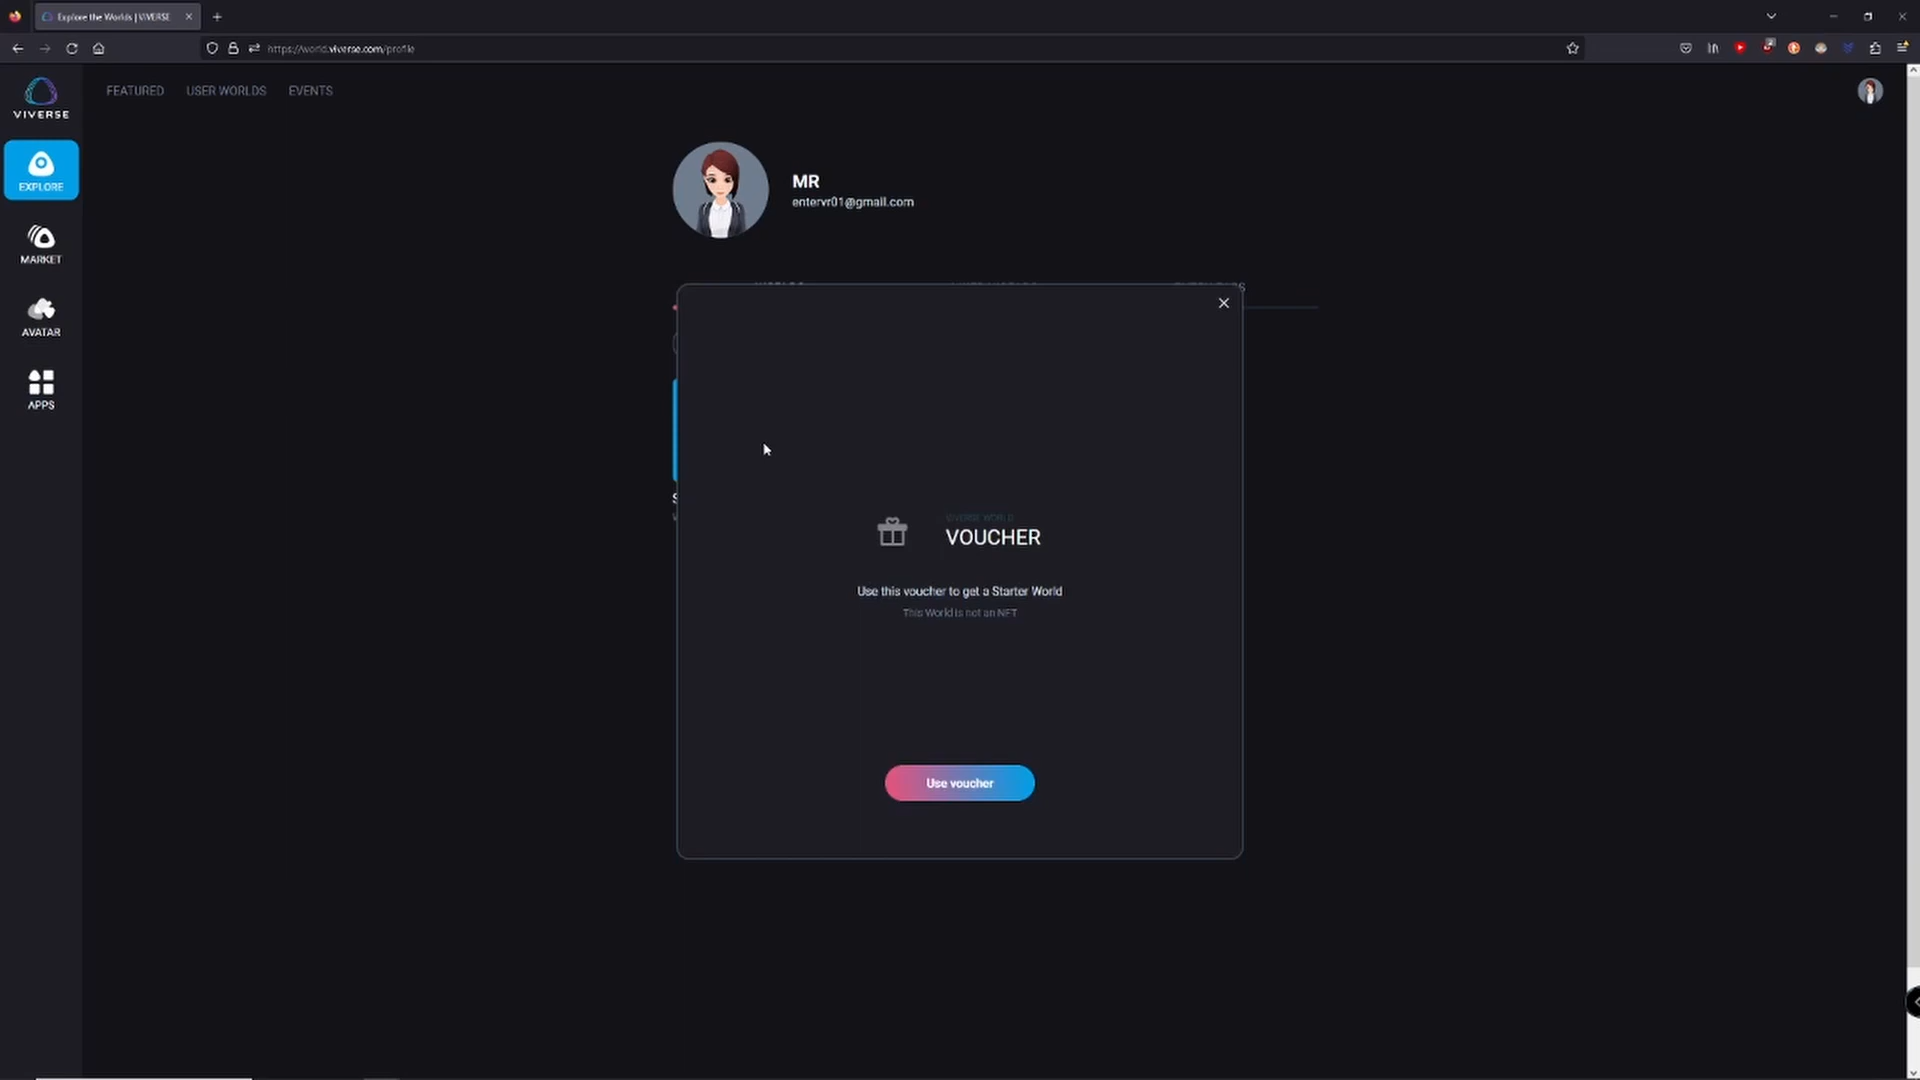 Explore the Worlds | VIVERSE
https://world.viverse.com/profile
VIVERSE
FEATURED
USER WORLDS
EVENTS
EXPLORE
MARKET
AVATAR
APPS
MR
entervr01@gmail.com
VIVERSE WORLD
VOUCHER
Use this voucher to get a Starter World
This World is not an NFT
Use voucher